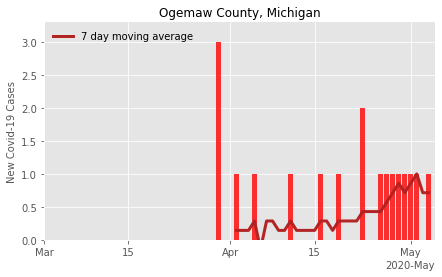 Ogemaw County, Michigan
7 day moving average
New Covid-19 Cases
3.0
2.5
2.0
1.5
1.0
0.5
0.0
Mar 15 Apr 15 May
2020-May